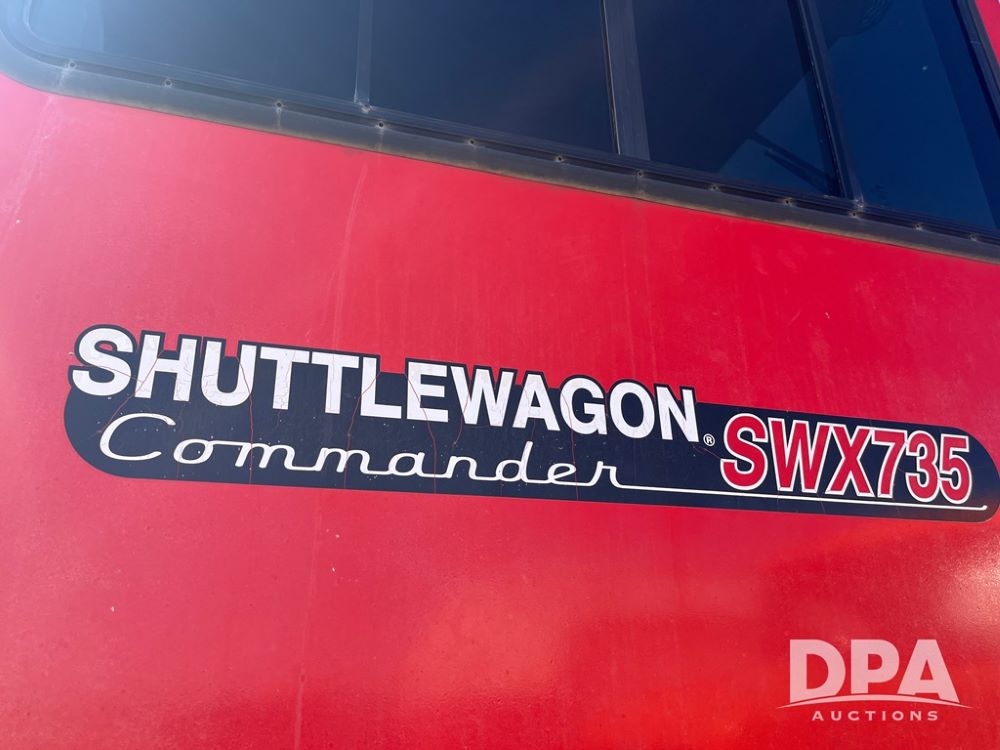 SHUTTLEWAGON®
Commander SWX735
DPA
AUCTIONS